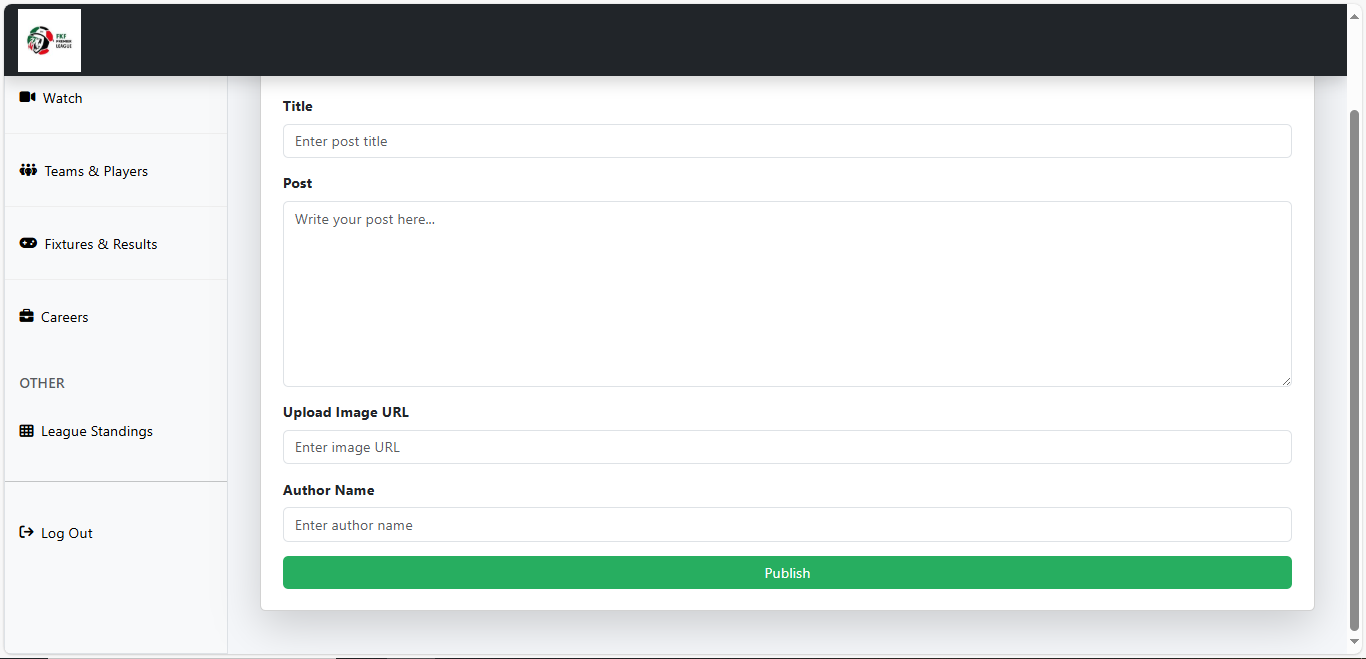 FKF
PREMIER
LEAGUE
Watch
Teams & Players
Fixtures & Results
Careers
OTHER
League Standings
Log Out
Title
Enter post title
Post
Write your post here...
Upload Image URL
Enter image URL
Author Name
Enter author name
Publish